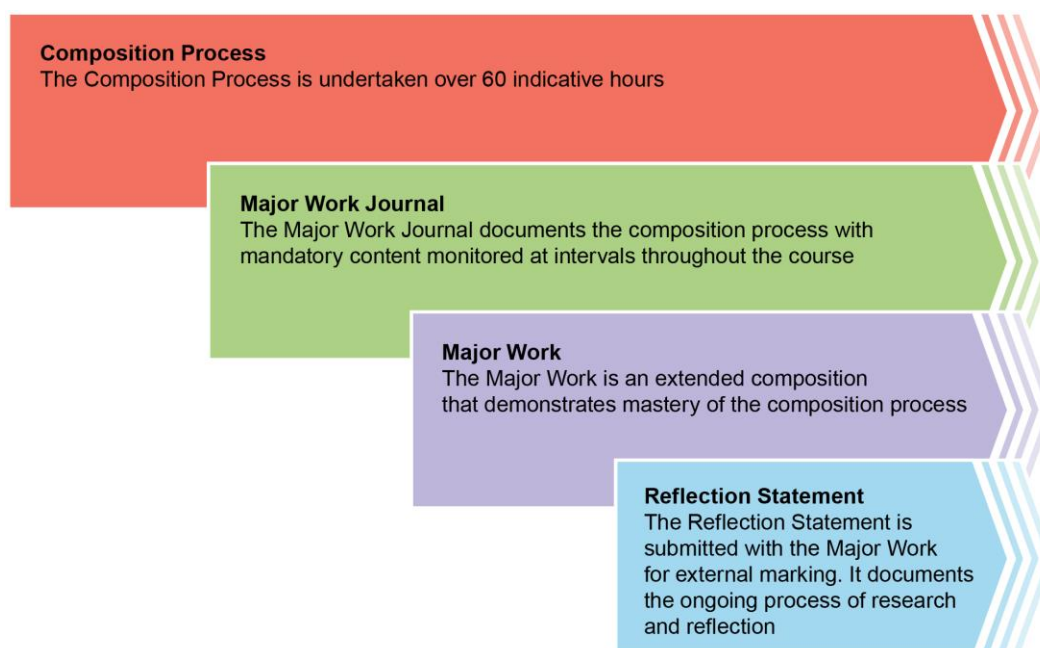 Composition Process
The Composition Process is undertaken over 60 indicative hours
Major Work Journal
The Major Work Journal documents the composition process with
mandatory content monitored at intervals throughout the course
Major Work
The Major Work is an extended composition
that demonstrates mastery of the composition process
Reflection Statement
The Reflection Statement is
submitted with the Major Work
for external marking. It documents
the ongoing process of research
and reflection